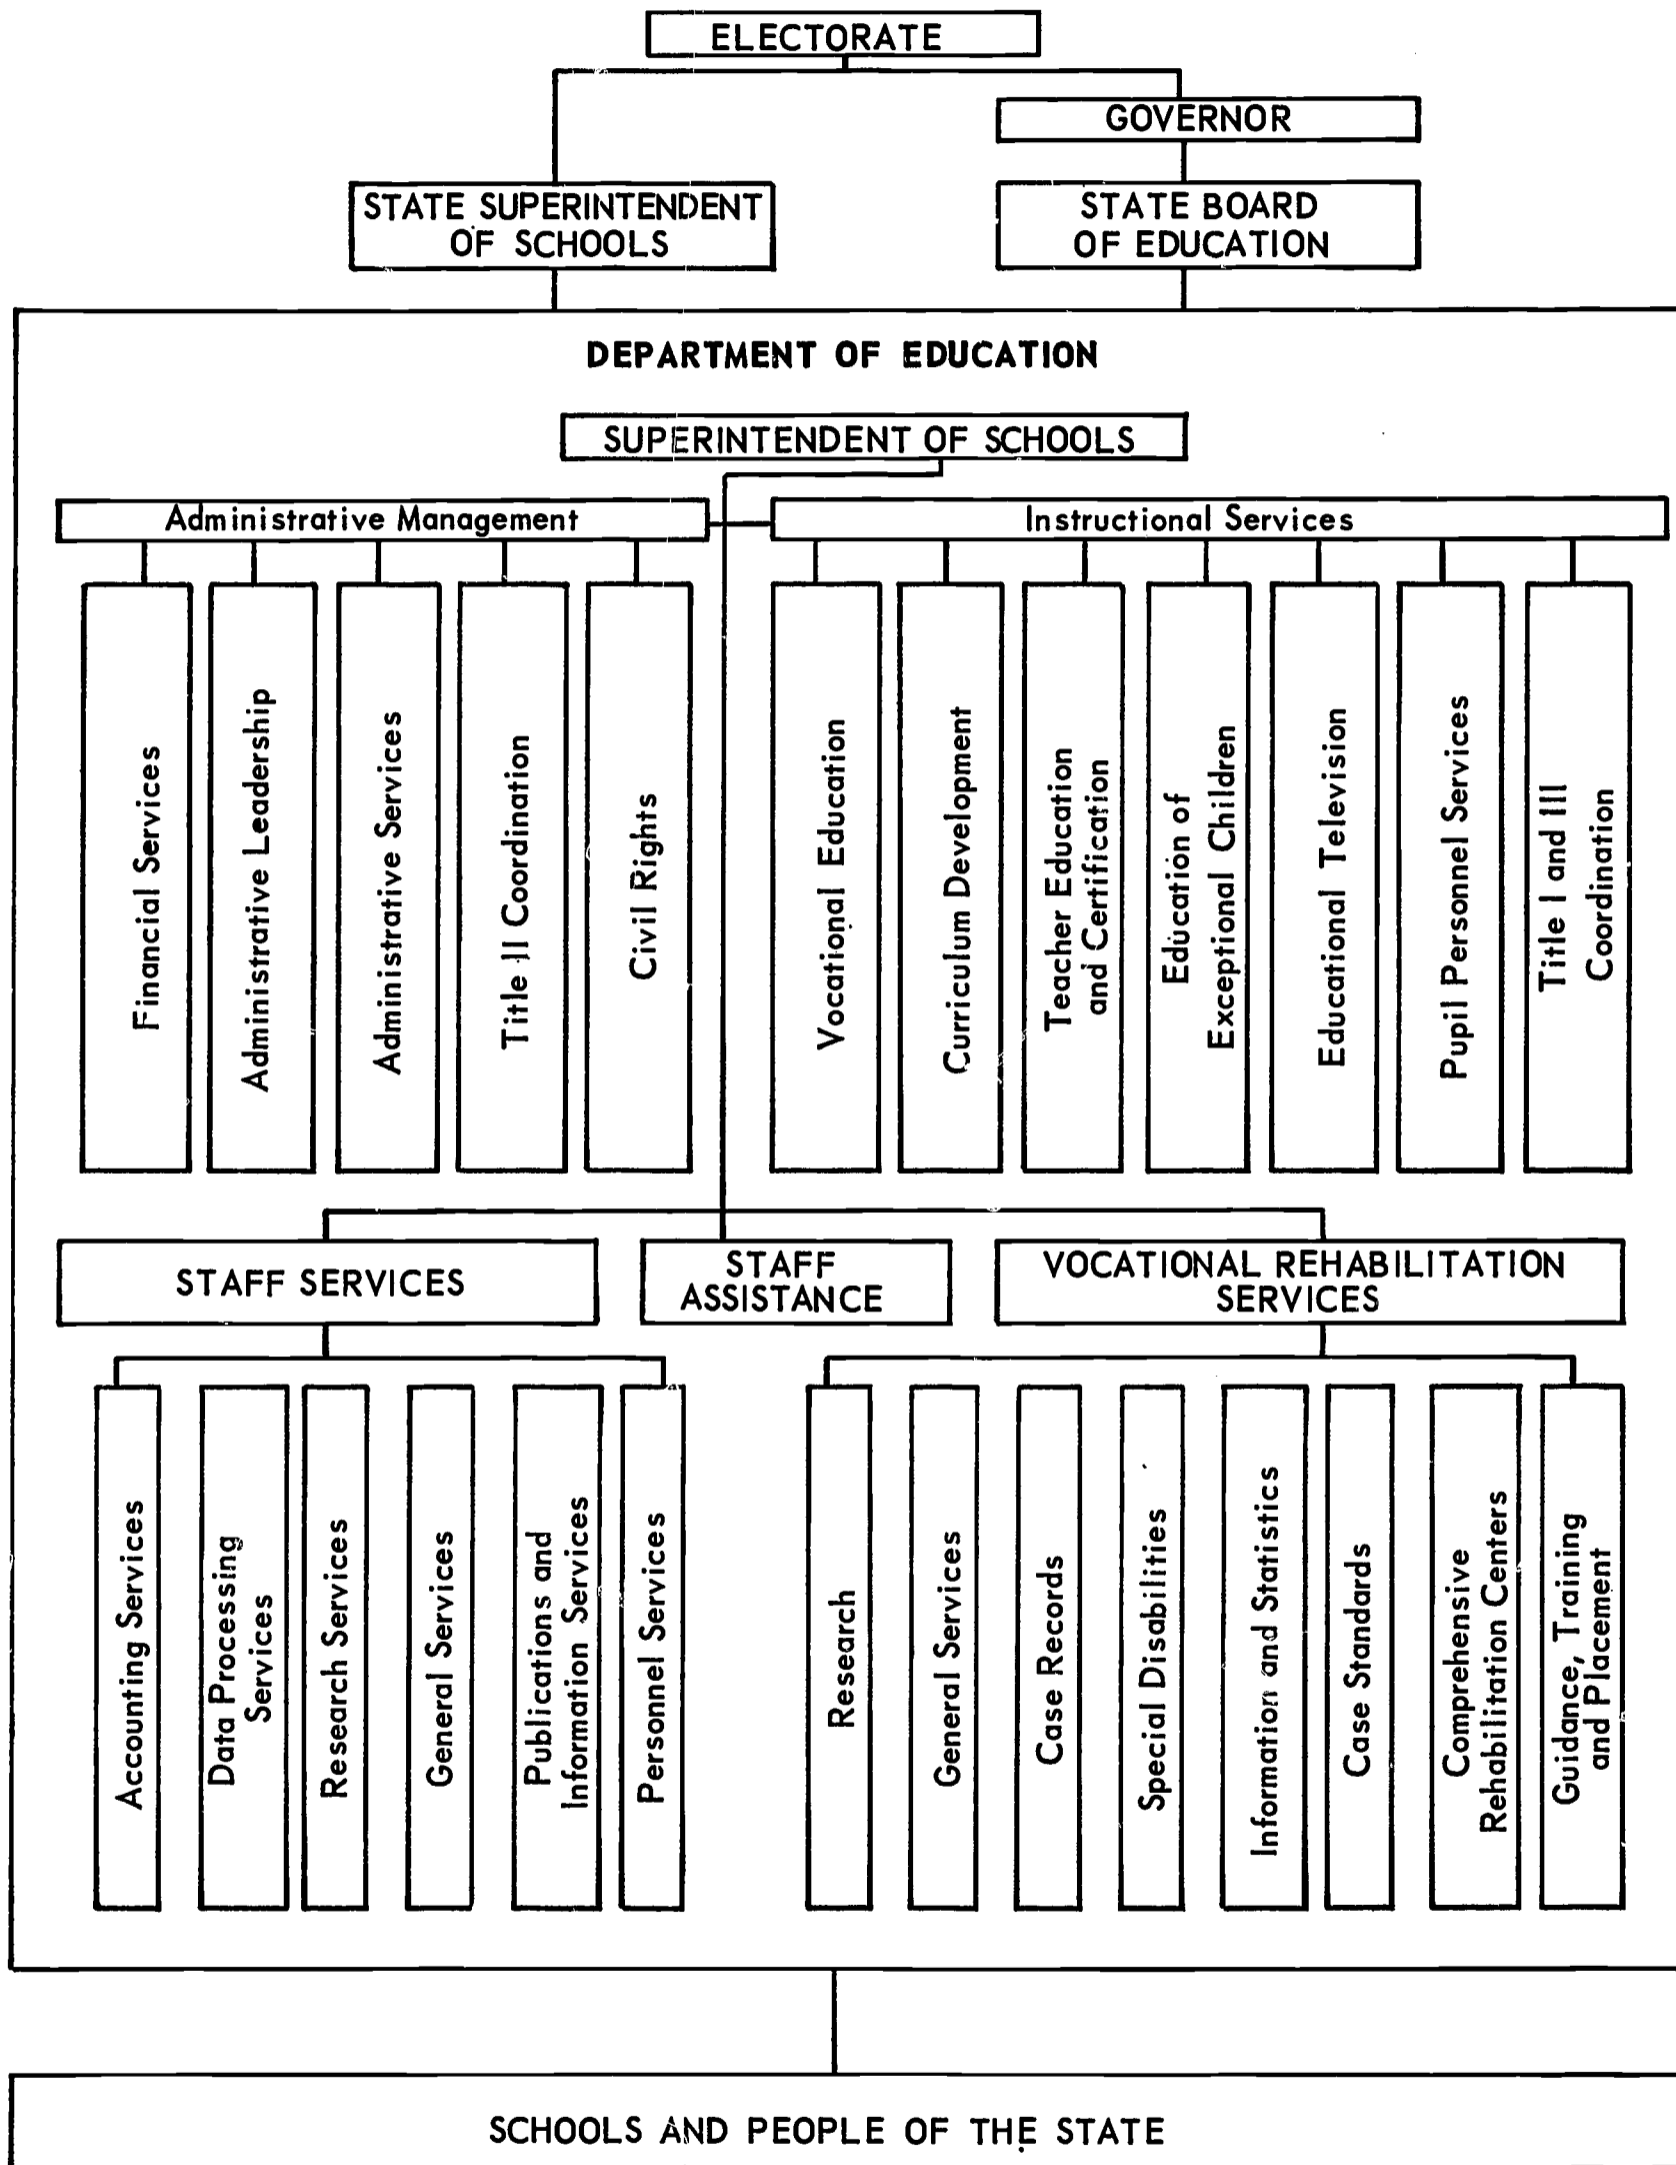 ELECTORATE
GOVERNOR
STATE SUPERINTENDENT
OF SCHOOLS
STATE BOARD
OF EDUCATION
DEPARTMENT OF EDUCATION
SUPERINTENDENT OF SCHOOLS
Administrative Management
Instructional Services
Financial Services
Administrative Leadership
Administrative Services
Title II Coordination
Civil Rights
Vocational Education
Curriculum Development
Teacher Education
and Certification
Education of
Exceptional Children
Educational Television
Pupil Personnel Services
Title I and III
Coordination
STAFF SERVICES
STAFF
ASSISTANCE
VOCATIONAL REHABILITATION
SERVICES
Accounting Services
Data Processing
Services
Research Services
General Services
Publications and
Information Services
Personnel Services
Research
General Services
Case Records
Special Disabilities
Information and Statistics
Case Standards
Comprehensive
Rehabilitation Centers
Guidance, Training
and Placement
SCHOOLS AND PEOPLE OF THE STATE